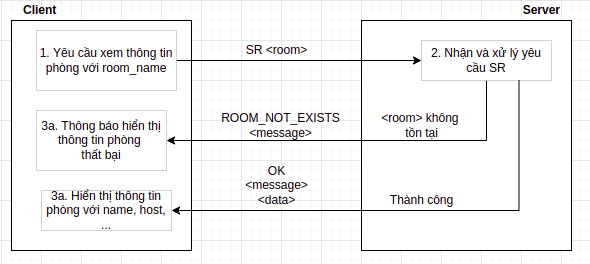 Client
Server
1. Yêu cầu xem thông tin
phòng với room_name
SR <room>
2. Nhận và xử lý yêu
cầu SR
3a. Thông báo hiển thị
thông tin phòng
thất bại
ROOM_NOT_EXISTS
<message>
<room> không
tồn tại
3a. Hiển thị thông tin
phòng với name, host,
...
OK
<message>
<data>
Thành công